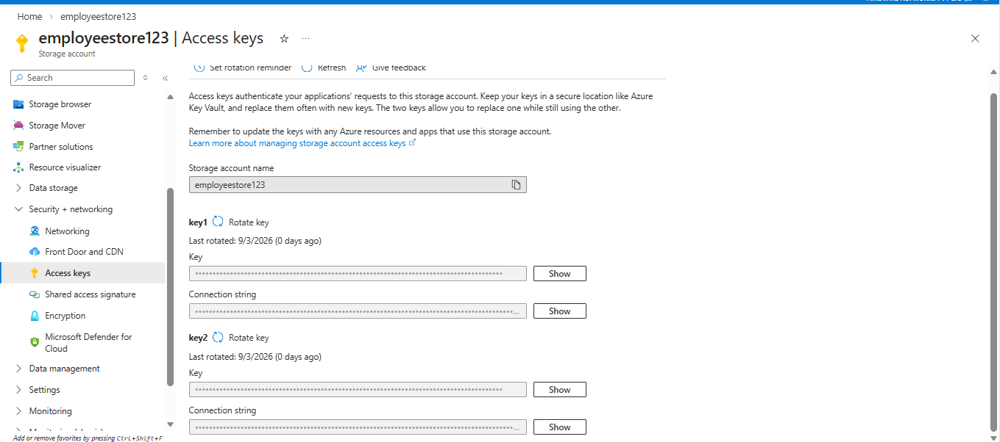 Home > employeestore123
employeestore123 | Access keys ☆ ...
Storage account
Search
Storage browser
Storage Mover
Partner solutions
Resource visualizer
Data storage
Security + networking
Networking
Front Door and CDN
Access keys
Shared access signature
Encryption
Microsoft Defender for
Cloud
Data management
Settings
Monitoring
Add or remove favorites by pressing Ctrl+Shift+F
Set rotation reminder Refresh Give feedback
Access keys authenticate your applications' requests to this storage account. Keep your keys in a secure location like Azure
Key Vault, and replace them often with new keys. The two keys allow you to replace one while still using the other.
Remember to update the keys with any Azure resources and apps that use this storage account.
Learn more about managing storage account access keys
Storage account name
employeestore123
key1 Rotate key
Last rotated: 9/3/2026 (0 days ago)
Key
Show
Connection string
Show
key2 Rotate key
Last rotated: 9/3/2026 (0 days ago)
Key
Show
Connection string
Show